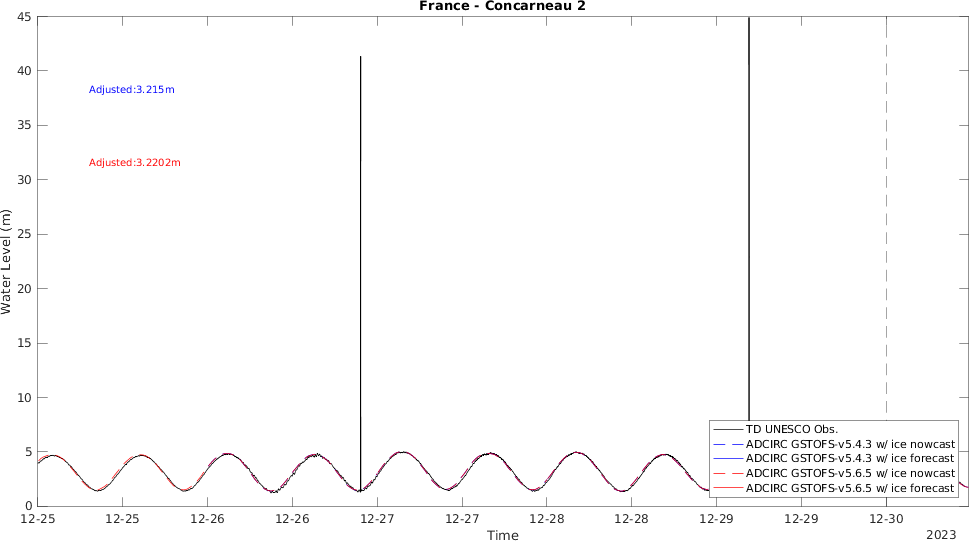 France - Concarneau 2
45
40
35
30
25
20
15
10
5
0
Water Level (m)
Adjusted:3.215m
Adjusted:3.2202m
TD UNESCO Obs.
ADCIRC GSTOFS-v5.4.3 w/ ice nowcast
ADCIRC GSTOFS-v5.4.3 w/ ice forecast
ADCIRC GSTOFS-v5.6.5 w/ ice nowcast
ADCIRC GSTOFS-v5.6.5 w/ ice forecast
12-25 12-25 12-26 12-26 12-27 12-27 12-28 12-28 12-29 12-29 12-30
Time
2023